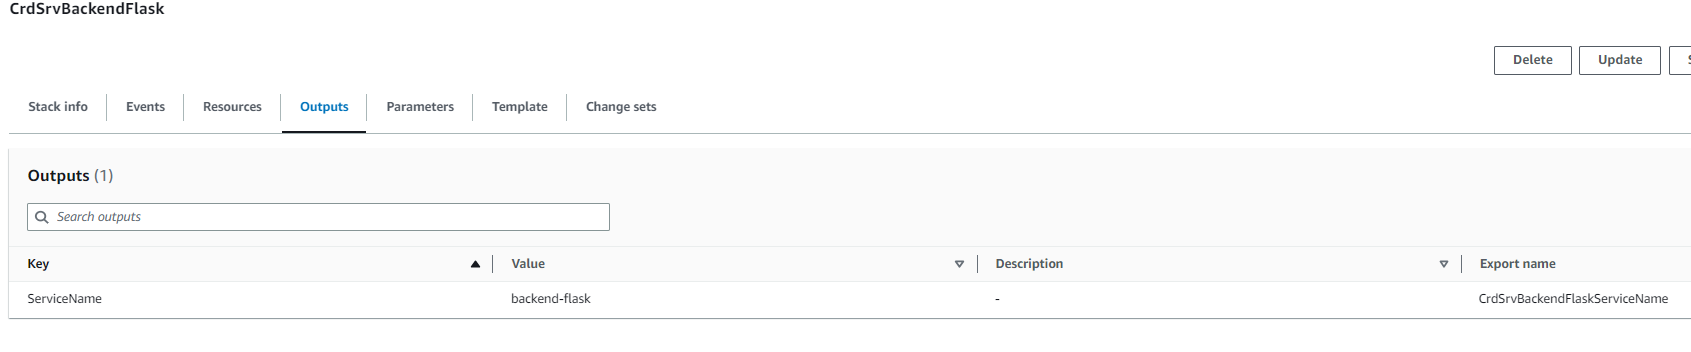 CrdSrvBackendFlask
Delete Update
Stack info Events Resources Outputs Parameters Template Change sets
Outputs (1)
Search outputs
Key Value Description Export name
ServiceName backend-flask - CrdSrvBackendFlaskServiceName